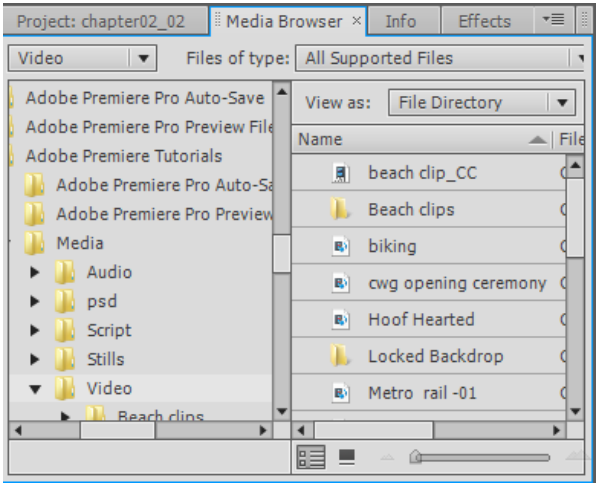 Project: chapter02_02 Media Browser × Info Effects
Video Files of type: All Supported Files
Adobe Premiere Pro Auto-Save
Adobe Premiere Pro Preview File
Adobe Premiere Tutorials
Adobe Premiere Pro Auto-Sa
Adobe Premiere Pro Preview
Media
Audio
psd
Script
Stills
Video
Beach clips
View as: File Directory
Name File
beach clip_CC
Beach clips
biking
cwg opening ceremony
Hoof Hearted
Locked Backdrop
Metro rail -01